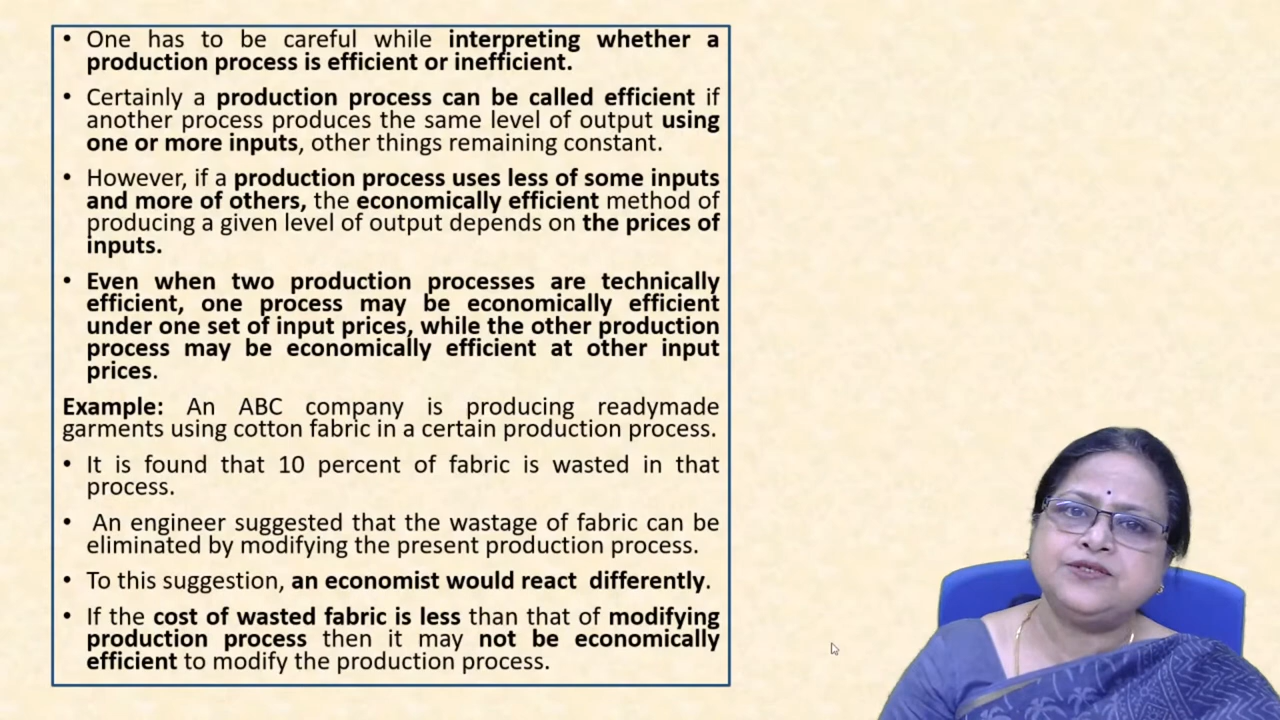 • One has to be careful while interpreting whether a
production process is efficient or inefficient.
• Certainly a production process can be called efficient if
another process produces the same level of output using
one or more inputs, other things remaining constant.
• However, if a production process uses less of some inputs
and more of others, the economically efficient method of
producing a given level of output depends on the prices of
inputs.
• Even when two production processes are technically
efficient, one process may be economically efficient
under one set of input prices, while the other production
process may be economically efficient at other input
prices.
Example: An ABC company is producing readymade
garments using cotton fabric in a certain production process.
• It is found that 10 percent of fabric is wasted in that
process.
• An engineer suggested that the wastage of fabric can be
eliminated by modifying the present production process.
• To this suggestion, an economist would react differently.
• If the cost of wasted fabric is less than that of modifying
production process then it may not be economically
efficient to modify the production process.